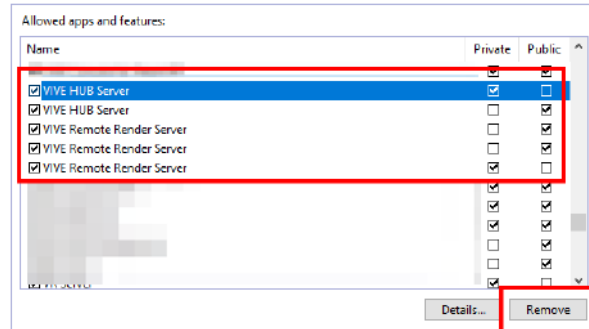 Allowed apps and features:
Name Private Public
VIVE HUB Server
VIVE HUB Server
VIVE Remote Render Server
VIVE Remote Render Server
VIVE Remote Render Server
Details... Remove